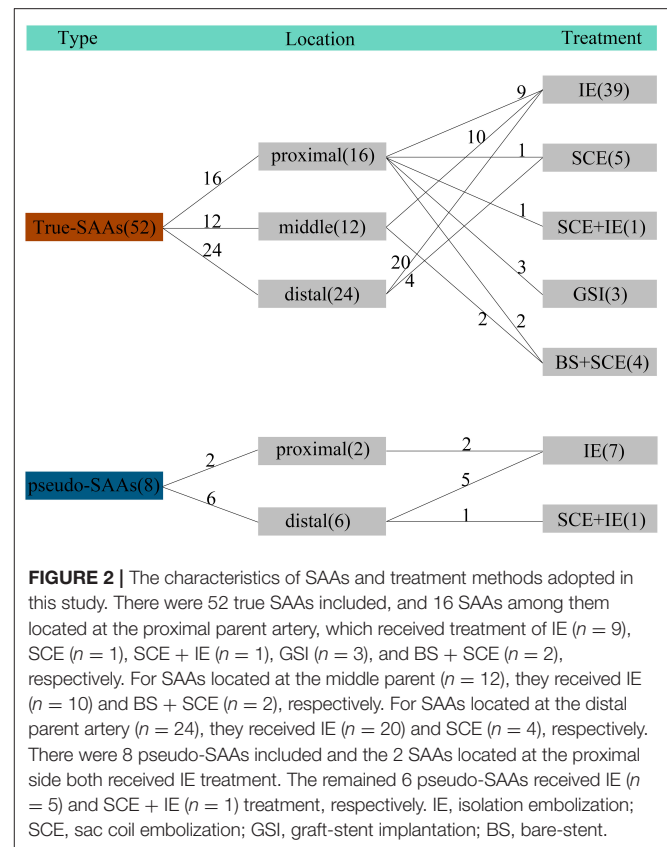 Type Location Treatment
9 IE(39)
10
proximal(16) 1 SCE(5)
16
12 1
True-SAAs(52) middle(12) SCE+IE(1)
24
20 3
distal(24) 4 GSI(3)
2 2
BS+SCE(4)
proximal(2) 2 IE(7)
2
5
pseudo-SAAs(8)
6
distal(6) 1 SCE+IE(1)
FIGURE 2 | The characteristics of SAAs and treatment methods adopted in
this study. There were 52 true SAAs included, and 16 SAAs among them
located at the proximal parent artery, which received treatment of IE (n = 9),
SCE (n = 1), SCE + IE (n = 1), GSI (n = 3), and BS + SCE (n = 2),
respectively. For SAAs located at the middle parent (n = 12), they received IE
(n = 10) and BS + SCE (n = 2), respectively. For SAAs located at the distal
parent artery (n = 24), they received IE (n = 20) and SCE (n = 4), respectively.
There were 8 pseudo-SAAs included and the 2 SAAs located at the proximal
side both received IE treatment. The remained 6 pseudo-SAAs received IE (n
= 5) and SCE + IE (n = 1) treatment, respectively. IE, isolation embolization;
SCE, sac coil embolization; GSI, graft-stent implantation; BS, bare-stent.